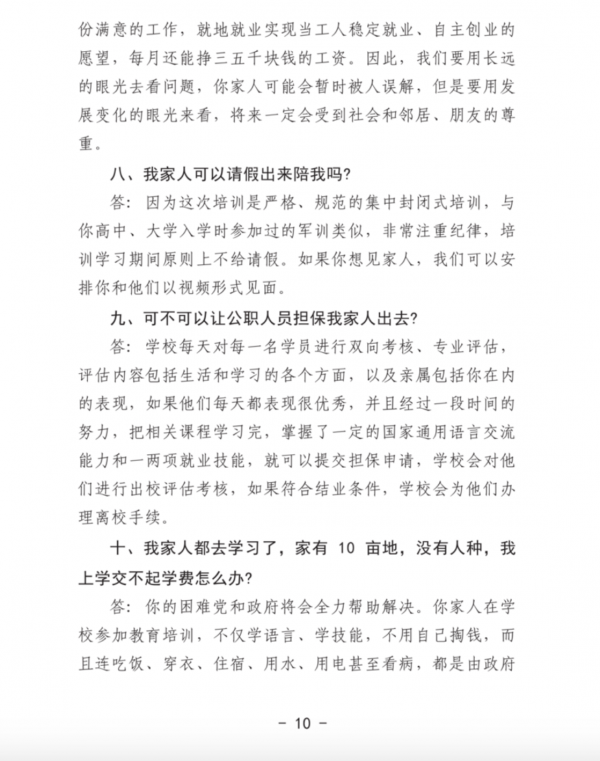 份满意的工作，就地就业实现当工人稳定就业、自主创业的
愿望，每月还能挣三五千块钱的工资。因此，我们要用长远
的眼光去看问题，你家人可能会暂时被人误解，但是要用发
展变化的眼光来看，将来一定会受到社会和邻居、朋友的尊
重。
八、我家人可以请假出来陪我吗?
答：因为这次培训是严格、规范的集中封闭式培训，与
你高中、大学入学时参加过的军训类似，非常注重纪律，培
训学习期间原则上不给请假。如果你想见家人，我们可以安
排你和他们以视频形式见面。
九、可不可以让公职人员担保我家人出去?
答：学校每天对每一名学员进行双向考核、专业评估，
评估内容包括生活和学习的各个方面，以及亲属包括你在内
的表现，如果他们每天都表现很优秀，并且经过一段时间的
努力，把相关课程学习完，掌握了一定的国家通用语言交流
能力和一两项就业技能，就可以提交担保申请，学校会对他
们进行出校评估考核，如果符合结业条件，学校会为他们办
理离校手续。
十、我家人都去学习了，家有 10 亩地，没有人种，我
上学交不起学费怎么办?
答：你的困难党和政府将会全力帮助解决。你家人在学
校参加教育培训，不仅学语言、学技能，不用自己掏钱，而
且连吃饭、穿衣、住宿、用水、用电甚至看病，都是由政府
- 10 -